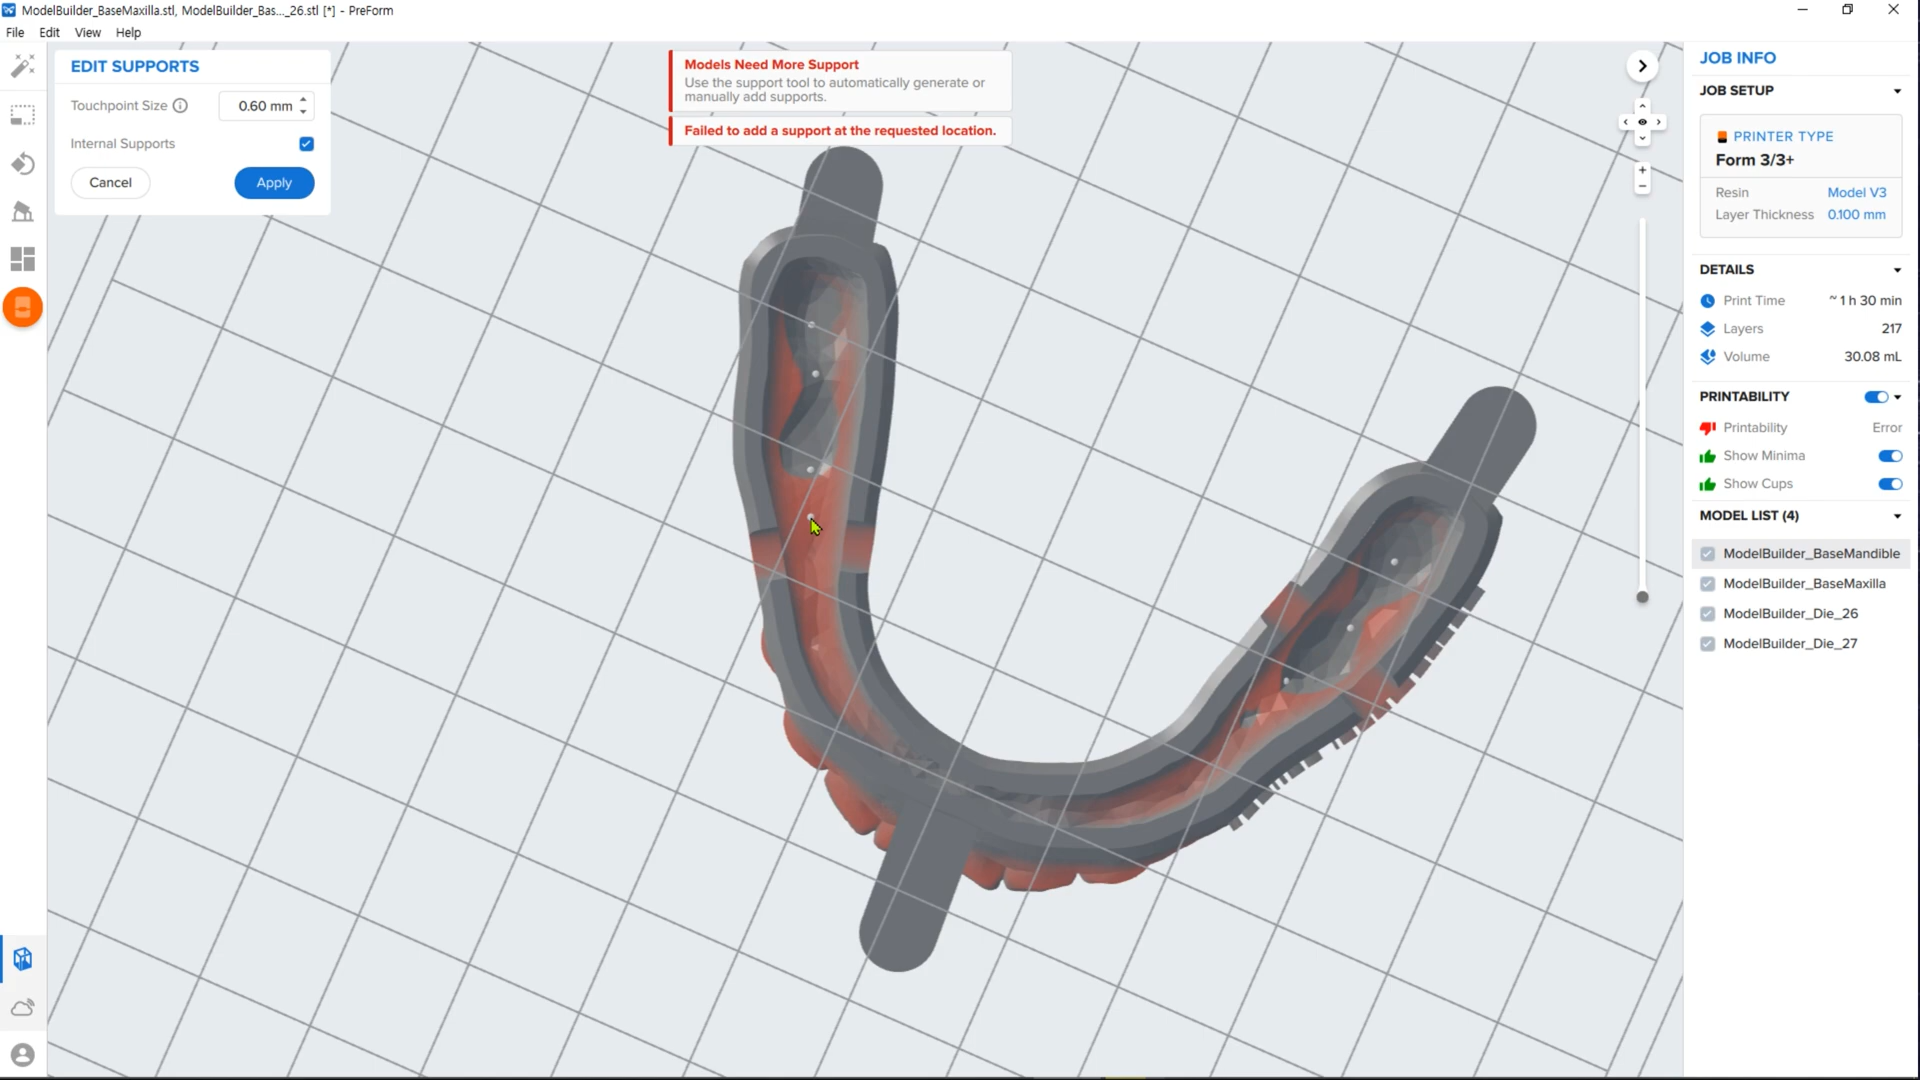 ModelBuilder_BaseMaxilla.stl, ModelBuilder_Bas..._26.stl [*] - PreForm
File Edit View Help
EDIT SUPPORTS
Touchpoint Size 0.60 mm
Internal Supports
Cancel Apply
Models Need More Support
Use the support tool to automatically generate or
manually add supports.
Failed to add a support at the requested location.
JOB INFO
JOB SETUP
PRINTER TYPE
Form 3/3+
Resin Model V3
Layer Thickness 0.100 mm
DETAILS
Print Time ~1 h 30 min
Layers 217
Volume 30.08 mL
PRINTABILITY
Printability Error
Show Minima
Show Cups
MODEL LIST (4)
ModelBuilder_BaseMandible
ModelBuilder_BaseMaxilla
ModelBuilder_Die_26
ModelBuilder_Die_27